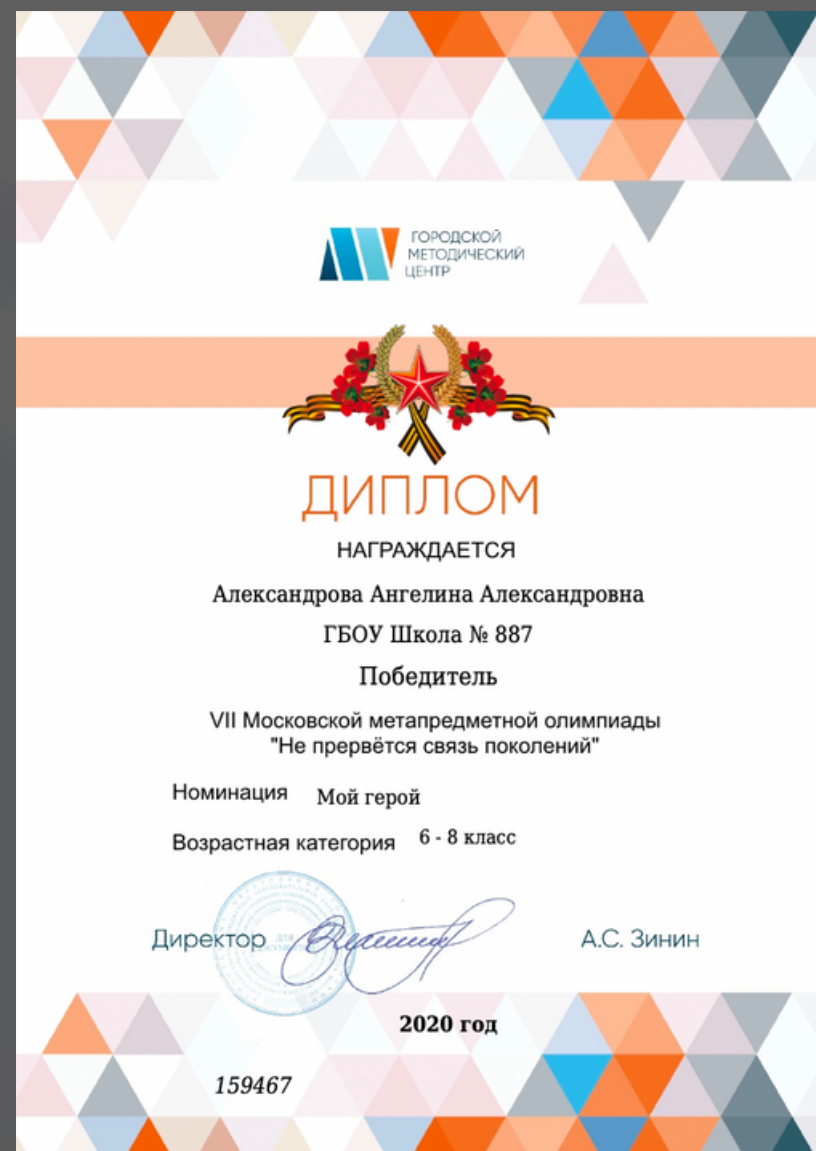 ГОРОДСКОЙ
МЕТОДИЧЕСКИЙ
ЦЕНТР
ДИПЛОМ
НАГРАЖДАЕТСЯ
Александрова Ангелина Александровна
ГБОУ Школа № 887
Победитель
VII Московской метапредметной олимпиады
"Не прервётся связь поколений"
Номинация Мой герой
Возрастная категория 6 - 8 класс
Директор А.С. Зинин
2020 год
159467